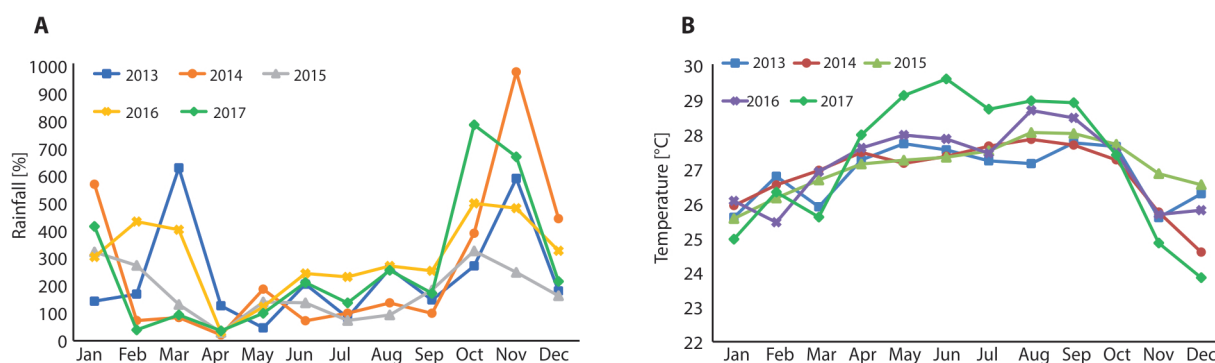 A
2013 2014 2015
2016 2017
Rainfall [%]
1000
900
800
700
600
500
400
300
200
100
0
Jan Feb Mar Apr May Jun Jul Aug Sep Oct Nov Dec
B
2013 2014 2015
2016 2017
Temperature [°C]
30
29
28
27
26
25
24
23
22
Jan Feb Mar Apr May Jun Jul Aug Sep Oct Nov Dec